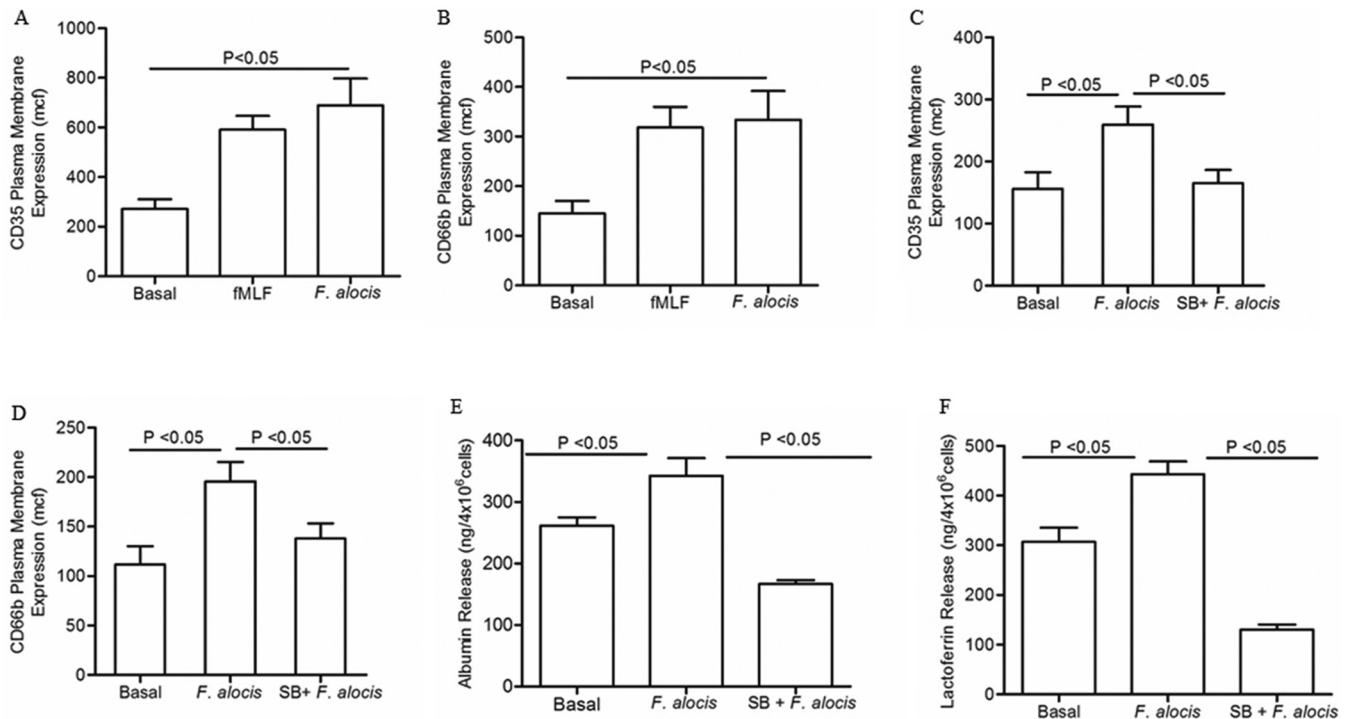 A
CD35 Plasma Membrane
Expression (mcf)
1000
800
600
400
200
0
P<0.05
Basal
fMLF
F. alocis
B
CD66b Plasma Membrane
Expression (mcf)
500
400
300
200
100
0
P<0.05
Basal
fMLF
F. alocis
C
CD35 Plasma Membrane
Expression (mcf)
400
300
200
100
0
P <0.05
P <0.05
Basal
F. alocis
SB+ F. alocis
D
CD66b Plasma Membrane
Expression (mcf)
250
200
150
100
50
0
P <0.05
P <0.05
Basal
F. alocis
SB+ F. alocis
E
Albumin Release (ng/4x10⁶cells)
400
300
200
100
0
P <0.05
P <0.05
Basal
F. alocis
SB + F. alocis
F
Lactoferrin Release (ng/4x10⁶cells)
500
400
300
200
100
0
P <0.05
P <0.05
Basal
F. alocis
SB + F. alocis